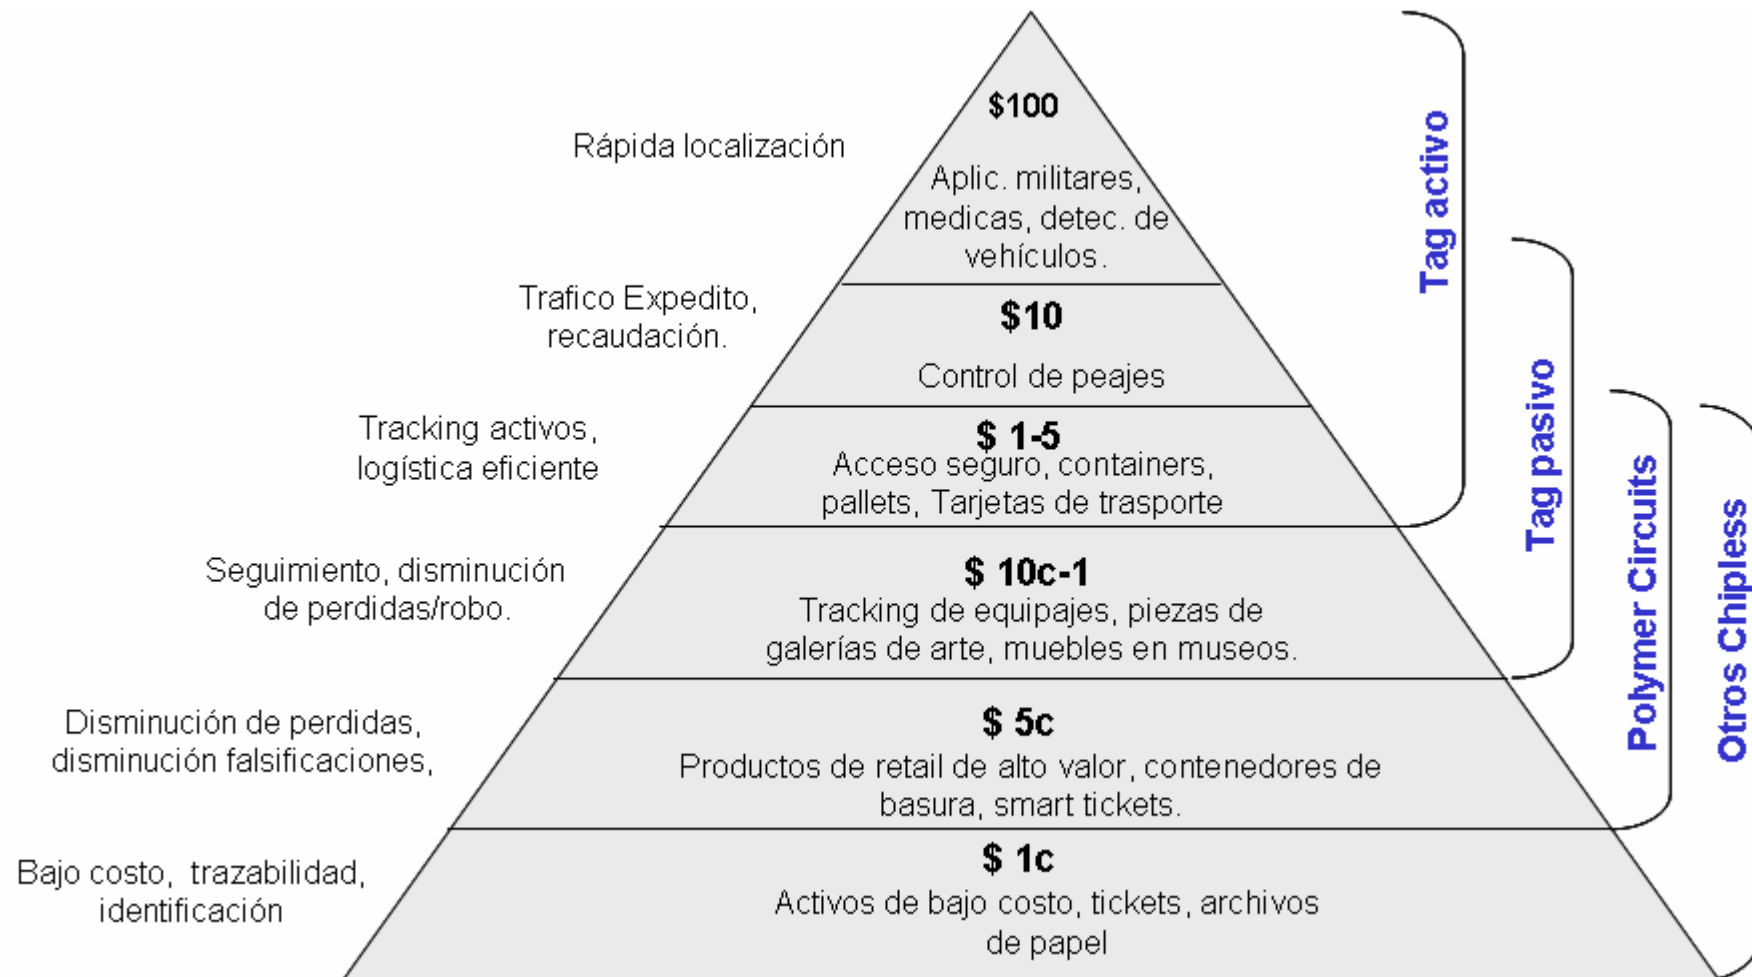 $100
Rápida localización
Aplic. militares,
medicas, detec. de
vehículos.
Trafico Expedito,
recaudación.
$10
Control de peajes
Tracking activos,
logística eficiente
$ 1-5
Acceso seguro, containers,
pallets, Tarjetas de trasporte
Seguimiento, disminución
de perdidas/robo.
$ 10c-1
Tracking de equipajes, piezas de
galerías de arte, muebles en museos.
Disminución de perdidas,
disminución falsificaciones,
$ 5c
Productos de retail de alto valor, contenedores de
basura, smart tickets.
Bajo costo, trazabilidad,
identificación
$ 1c
Activos de bajo costo, tickets, archivos
de papel
Tag activo
Tag pasivo
Polymer Circuits
Otros Chipless